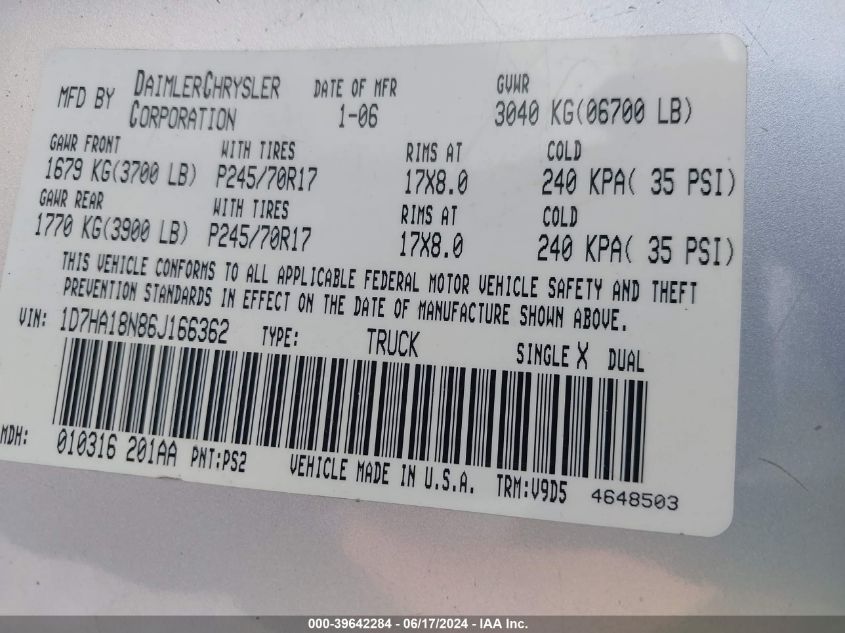 MFD BY DAIMLERCHRYSLER CORPORATION DATE OF MFR 1-06 GVWR 3040 KG(06700 LB)
GAWR FRONT WITH TIRES RIMS AT COLD
1679 KG(3700 LB) P245/70R17 17X8.0 240 KPA( 35 PSI)
GAWR REAR WITH TIRES RIMS AT COLD
1770 KG(3900 LB) P245/70R17 17X8.0 240 KPA( 35 PSI)
THIS VEHICLE CONFORMS TO ALL APPLICABLE FEDERAL MOTOR VEHICLE SAFETY AND THEFT
PREVENTION STANDARDS IN EFFECT ON THE DATE OF MANUFACTURE SHOWN ABOVE.
VIN: 1D7HA18N86J166362 TYPE: TRUCK SINGLE X DUAL
MDH: 010316 201AA PNT:PS2 VEHICLE MADE IN U.S.A. TRM:V9D5 4648503
000-39642284 - 06/17/2024 - IAA Inc.